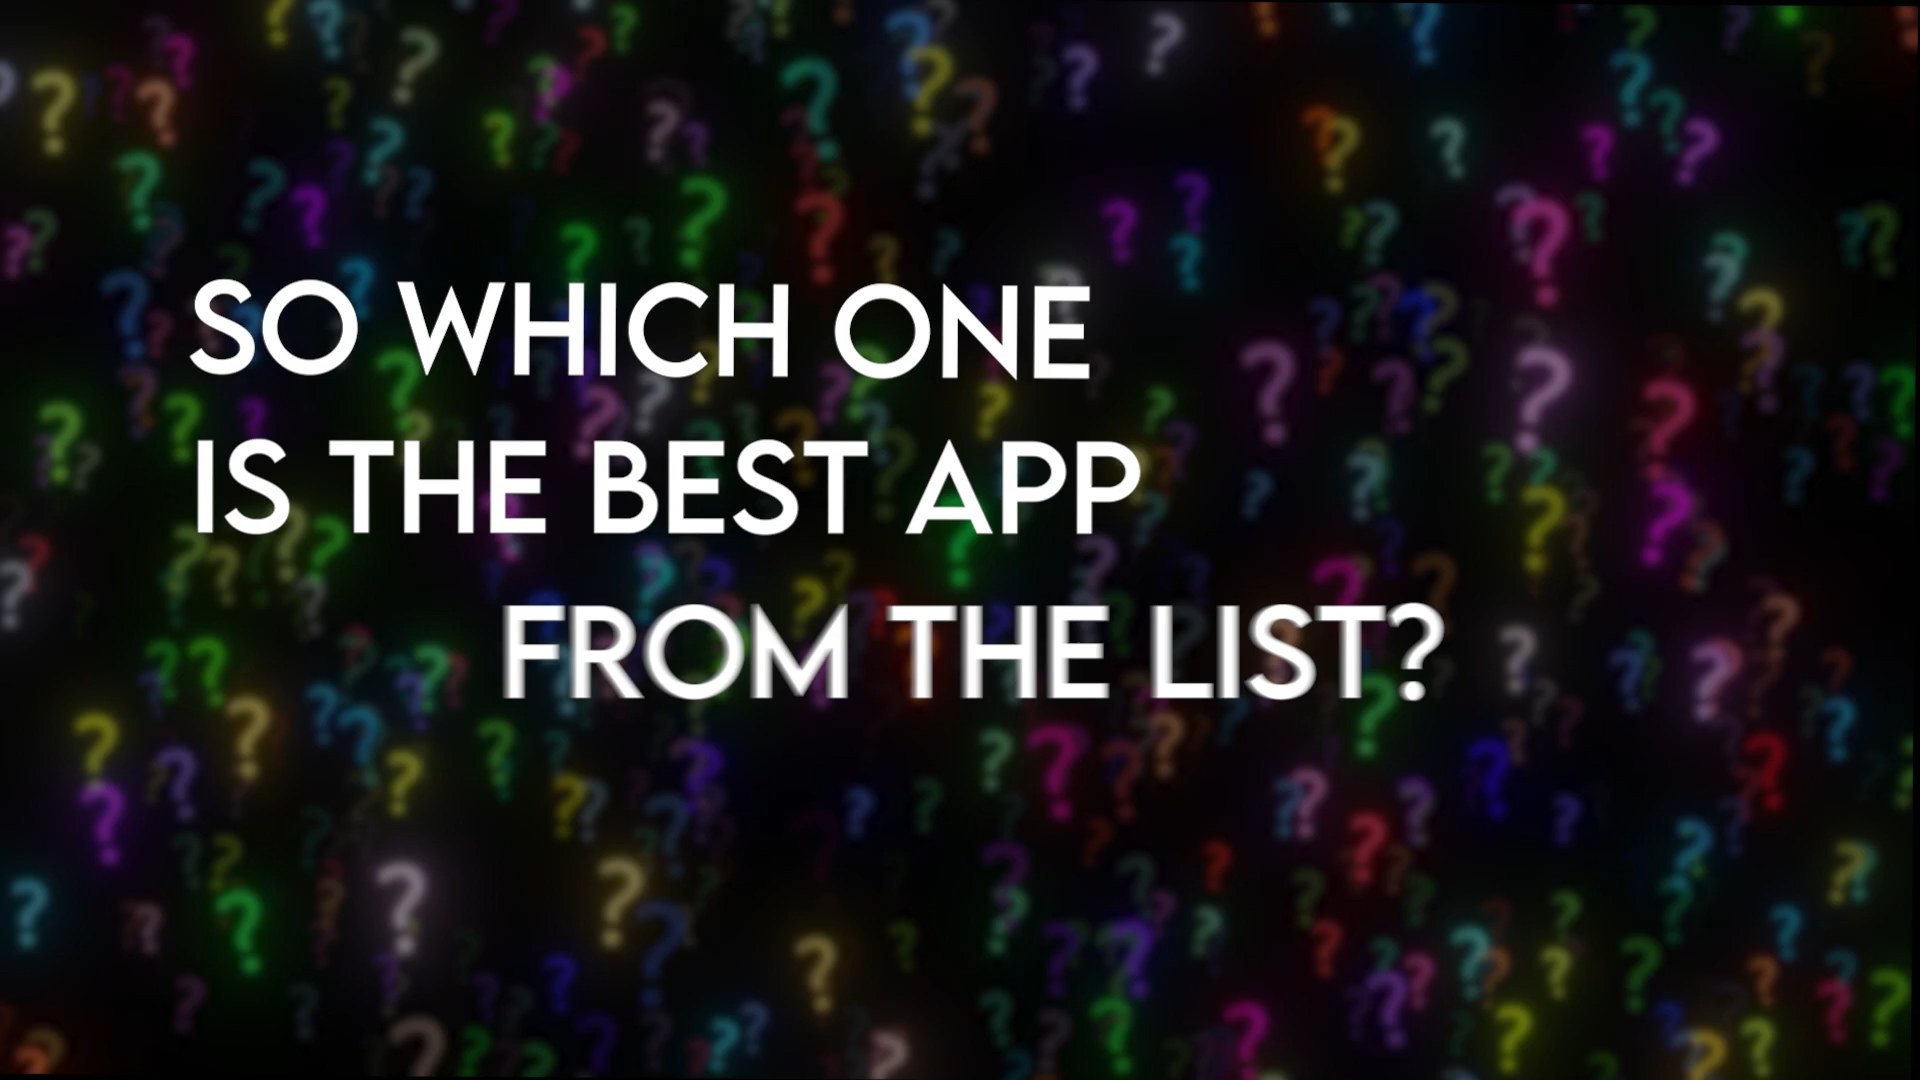 SO WHICH ONE
IS THE BEST APP
FROM THE LIST?